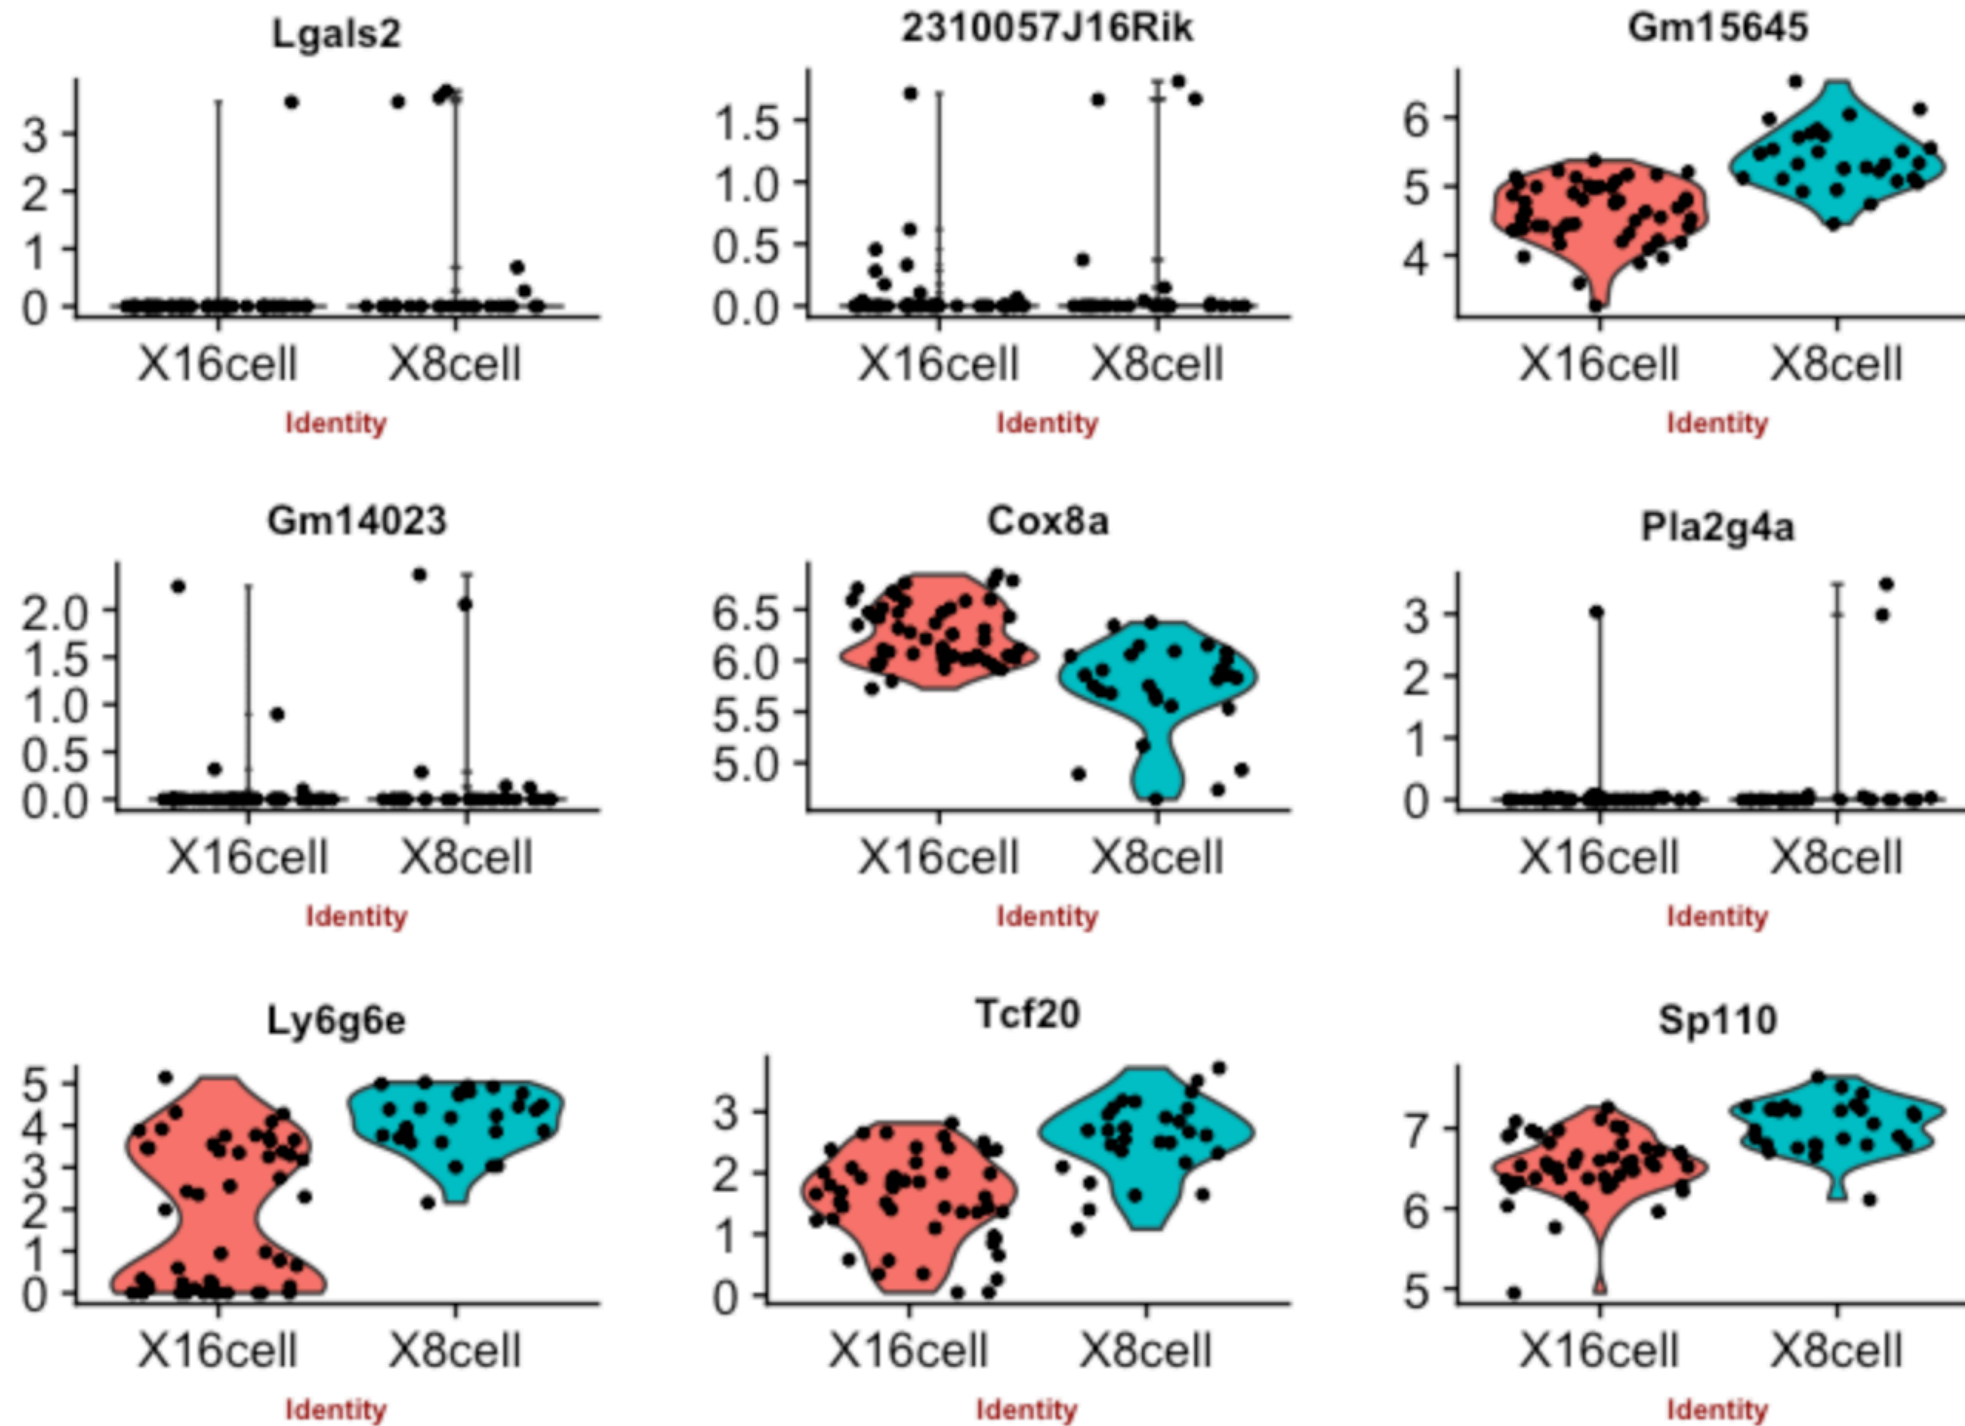 Lgals2
3
2
1
0
X16cell X8cell
Identity
2310057J16Rik
1.5
1.0
0.5
0.0
X16cell X8cell
Identity
Gm15645
6
5
4
X16cell X8cell
Identity
Gm14023
2.0
1.5
1.0
0.5
0.0
X16cell X8cell
Identity
Cox8a
6.5
6.0
5.5
5.0
X16cell X8cell
Identity
Pla2g4a
3
2
1
0
X16cell X8cell
Identity
Ly6g6e
5
4
3
2
1
0
X16cell X8cell
Identity
Tcf20
3
2
1
0
X16cell X8cell
Identity
Sp110
7
6
5
X16cell X8cell
Identity